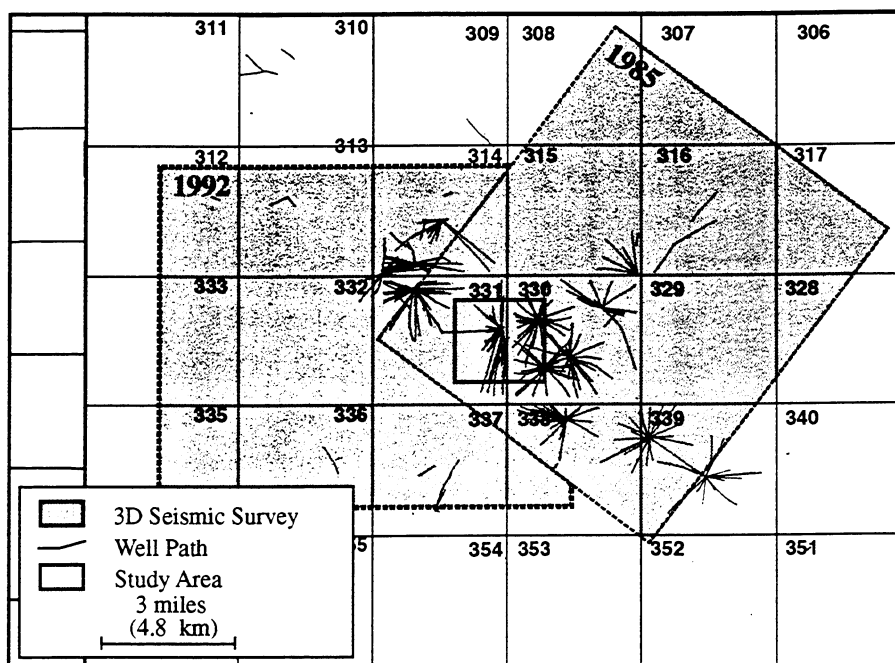 311 310 309 308 307 306
1985
312 313 314 315 316 317
1992
333 332 331 330 329 328
335 336 337 338 339 340
354 353 352 351
3D Seismic Survey
Well Path
Study Area
3 miles
(4.8 km)